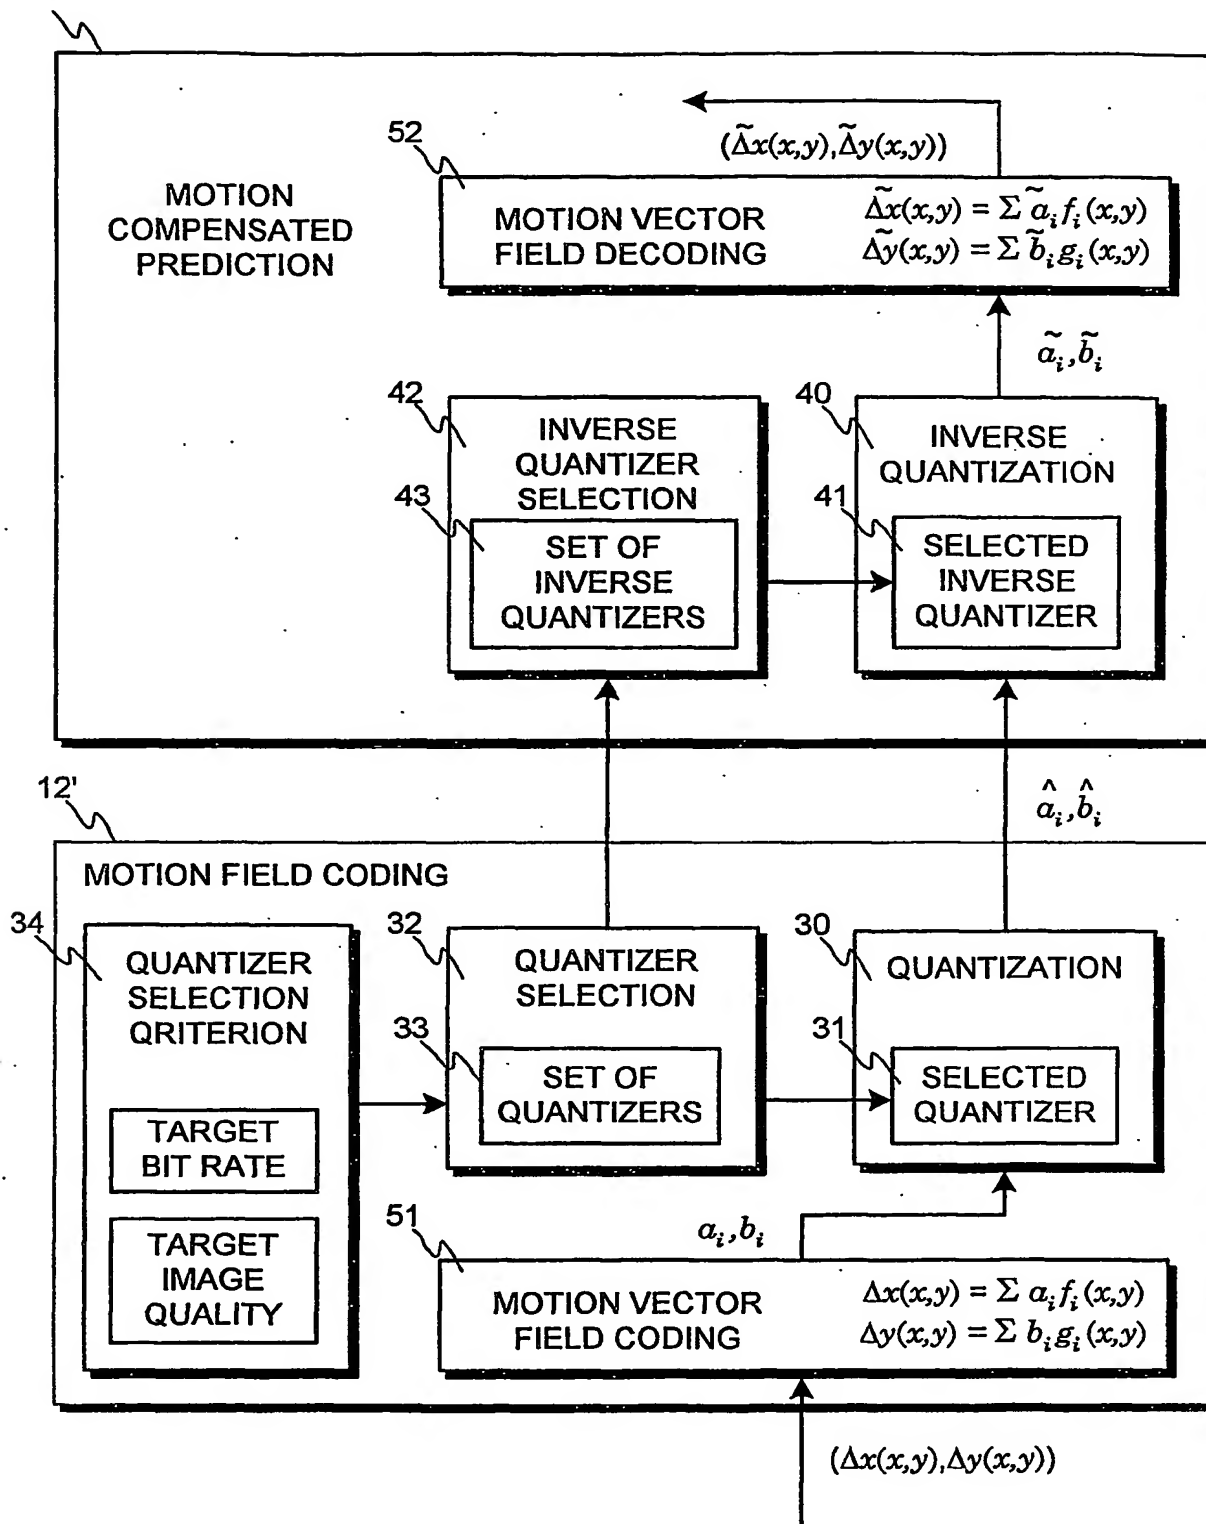 (Δ̃x(x,y),Δ̃y(x,y))
52
MOTION
COMPENSATED
PREDICTION
MOTION VECTOR
FIELD DECODING
Δ̃x(x,y) = Σ ã_i f_i(x,y)
Δ̃y(x,y) = Σ b̃_i g_i(x,y)
ã_i, b̃_i
42
INVERSE
QUANTIZER
SELECTION
43
SET OF
INVERSE
QUANTIZERS
40
INVERSE
QUANTIZATION
41
SELECTED
INVERSE
QUANTIZER
12'
â_i, b̂_i
MOTION FIELD CODING
34
QUANTIZER
SELECTION
QRITERION
TARGET
BIT RATE
TARGET
IMAGE
QUALITY
32
QUANTIZER
SELECTION
33
SET OF
QUANTIZERS
30
QUANTIZATION
31
SELECTED
QUANTIZER
51
a_i, b_i
MOTION VECTOR
FIELD CODING
Δx(x,y) = Σ a_i f_i(x,y)
Δy(x,y) = Σ b_i g_i(x,y)
(Δx(x,y),Δy(x,y))